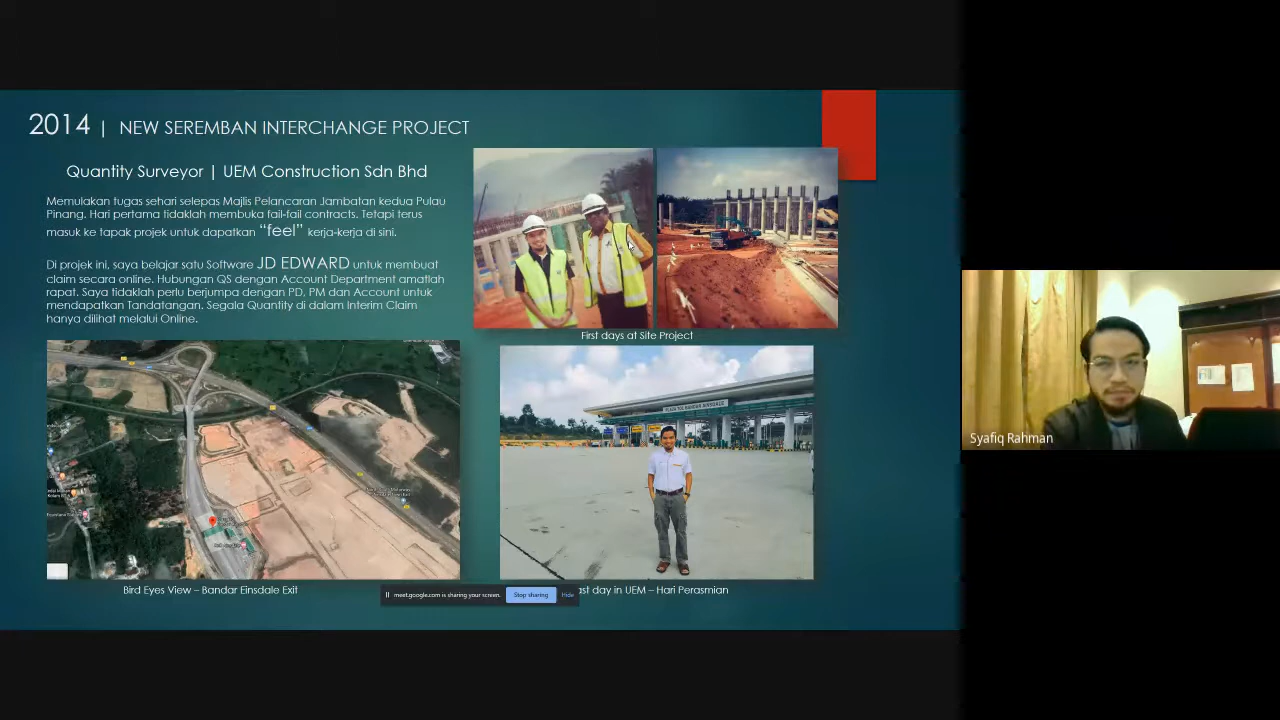 2014 | NEW SEREMBAN INTERCHANGE PROJECT
Quantity Surveyor | UEM Construction Sdn Bhd
Memulakan tugas sehari selepas Majlis Pelancaran Jambatan kedua Pulau
Pinang. Hari pertama tidaklah membuka fail-fail contracts. Tetapi terus
masuk ke tapak projek untuk dapatkan “feel” kerja-kerja di sini.
Di projek ini, saya belajar satu Software JD EDWARD untuk membuat
claim secara online. Hubungan QS dengan Account Department amatlah
rapat. Saya tidaklah perlu berjumpa dengan PD, PM dan Account untuk
mendapatkan Tandatangan. Segala Quantity di dalam Interim Claim
hanya dilihat melalui Online.
First days at Site Project
PLAZA TOL BANDAR AINSDALE
Syafiq Rahman
Bird Eyes View – Bandar Einsdale Exit
meet.google.com is sharing your screen.
Stop sharing
Hide
ast day in UEM – Hari Perasmian